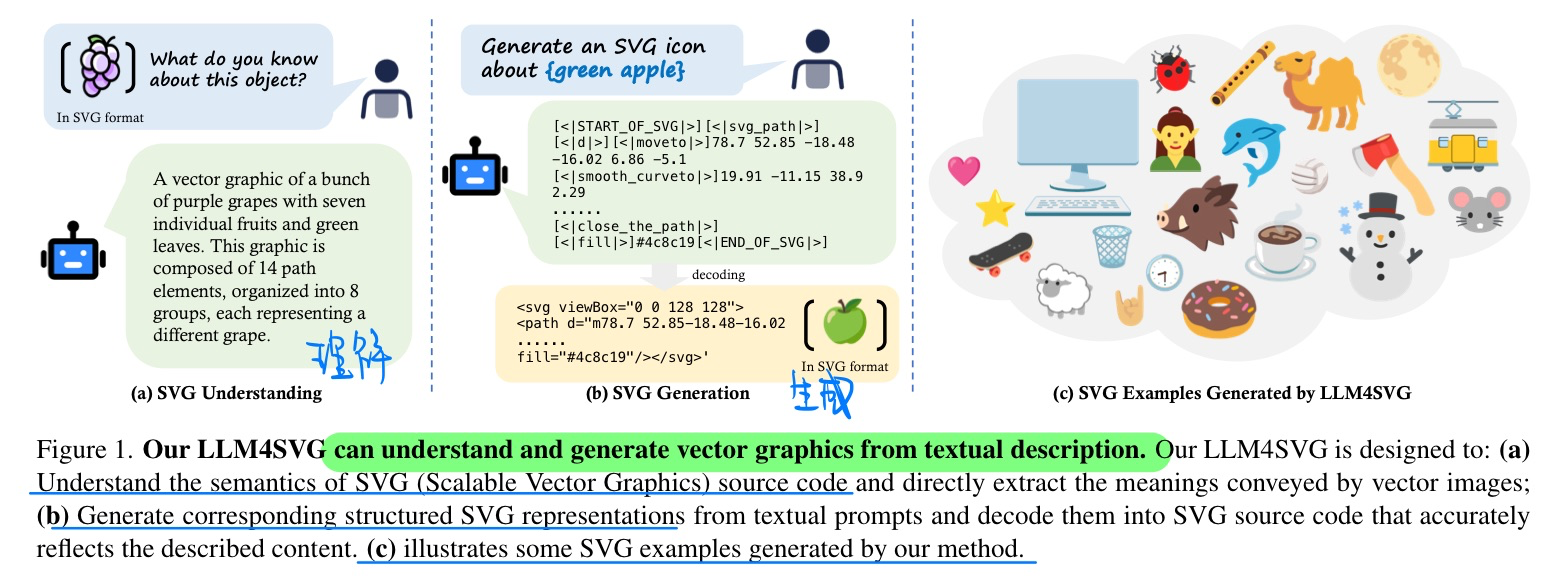 What do you know
about this object?
In SVG format
A vector graphic of a bunch
of purple grapes with seven
individual fruits and green
leaves. This graphic is
composed of 14 path
elements, organized into 8
groups, each representing a
different grape.
理解
(a) SVG Understanding
Generate an SVG icon
about {green apple}
[<|START_OF_SVG|>][<|svg_path|>]
[<|d|>][<|moveto|>]78.7 52.85 -18.48
-16.02 6.86 -5.1
[<|smooth_curveto|>]19.91 -11.15 38.9
2.29
......
[<|close_the_path|>]
[<|fill|>]#4c8c19[<|END_OF_SVG|>]
decoding
<svg viewBox="0 0 128 128">
<path d="m78.7 52.85-18.48-16.02
......
fill="#4c8c19"/></svg>'
In SVG format
生成
(b) SVG Generation
(c) SVG Examples Generated by LLM4SVG
Figure 1. Our LLM4SVG can understand and generate vector graphics from textual description. Our LLM4SVG is designed to: (a)
Understand the semantics of SVG (Scalable Vector Graphics) source code and directly extract the meanings conveyed by vector images;
(b) Generate corresponding structured SVG representations from textual prompts and decode them into SVG source code that accurately
reflects the described content. (c) illustrates some SVG examples generated by our method.